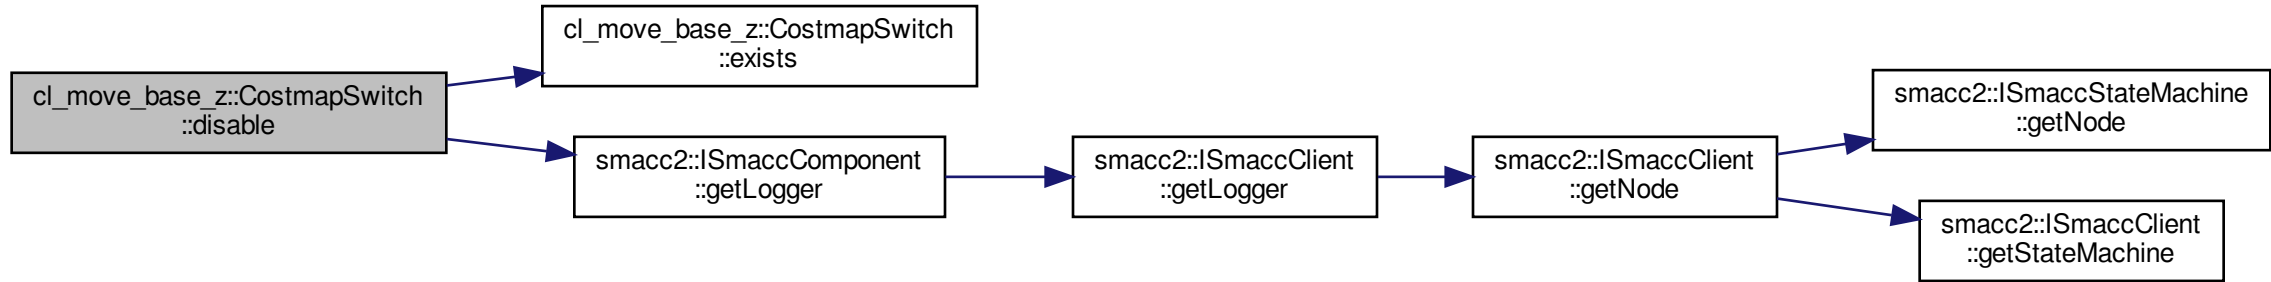 cl_move_base_z::CostmapSwitch
::disable
cl_move_base_z::CostmapSwitch
::exists
smacc2::ISmaccComponent
::getLogger
smacc2::ISmaccClient
::getLogger
smacc2::ISmaccClient
::getNode
smacc2::ISmaccStateMachine
::getNode
smacc2::ISmaccClient
::getStateMachine